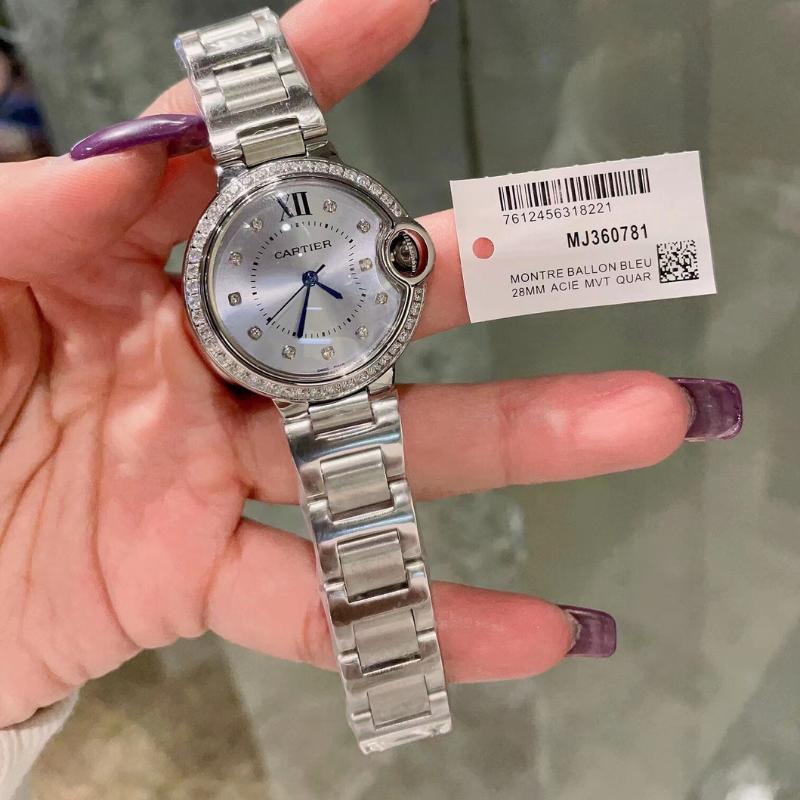 XII
CARTIER
7612456318221
MJ360781
MONTRE BALLON BLEU
28MM ACIE MVT QUAR